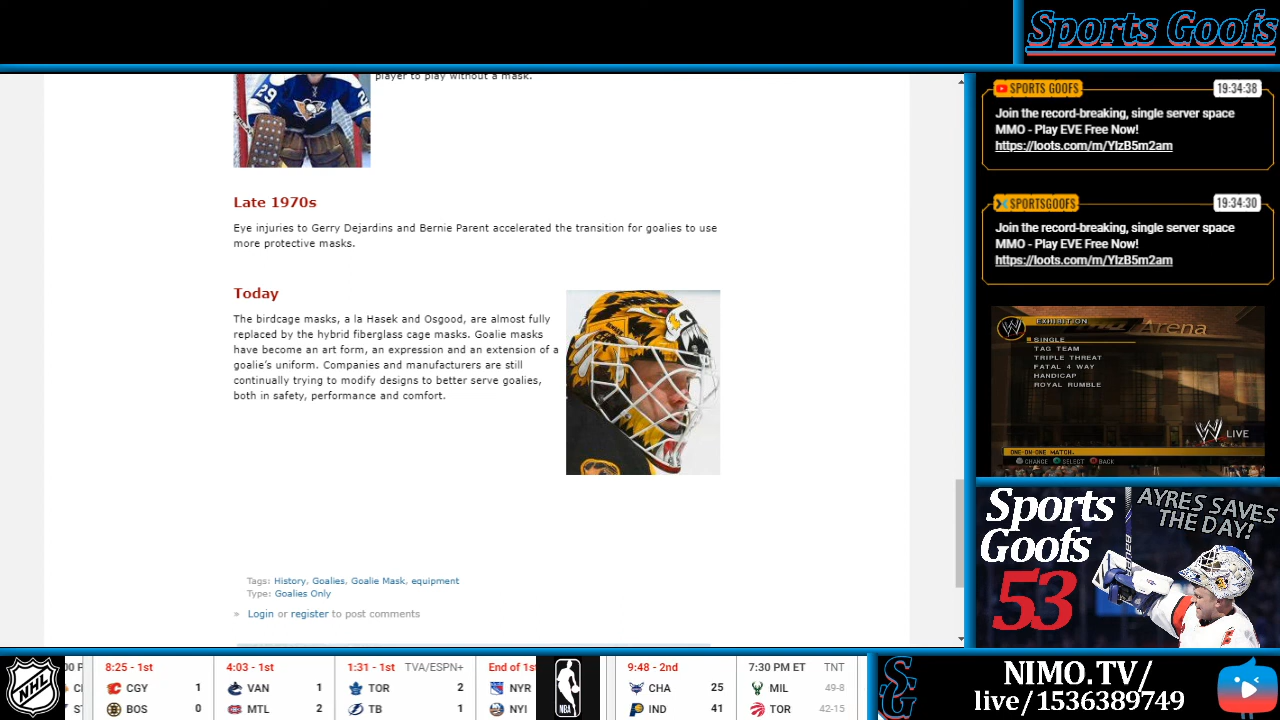 Sports Goofs
player to play without a mask.
29
Late 1970s
Eye injuries to Gerry Dejardins and Bernie Parent accelerated the transition for goalies to use
more protective masks.
Today
The birdcage masks, a la Hasek and Osgood, are almost fully
replaced by the hybrid fiberglass cage masks. Goalie masks
have become an art form, an expression and an extension of a
goalie's uniform. Companies and manufacturers are still
continually trying to modify designs to better serve goalies,
both in safety, performance and comfort.
Tags: History, Goalies, Goalie Mask, equipment
Type: Goalies Only
» Login or register to post comments
SPORTS GOOFS 19:34:38
Join the record-breaking, single server space
MMO - Play EVE Free Now!
https://loots.com/m/YIzB5m2am
SPORTSGOOFS 19:34:30
Join the record-breaking, single server space
MMO - Play EVE Free Now!
https://loots.com/m/YIzB5m2am
EXHIBITION
Arena
SINGLE
TAG TEAM
TRIPLE THREAT
FATAL 4 WAY
HANDICAP
ROYAL RUMBLE
LIVE
ONE-ON-ONE MATCH.
CHANGE SELECT BACK
Sports
Goofs
53
AYRES SAVES
THE DAY!
NHL
8:25 - 1st
CGY 1
BOS 0
4:03 - 1st
VAN 1
MTL 2
1:31 - 1st TVA/ESPN+
TOR 2
TB 1
End of 1st
NYR
NYI
NBA
9:48 - 2nd
CHA 25
IND 41
7:30 PM ET TNT
MIL 49-8
TOR 42-15
NIMO.TV/
live/1536389749